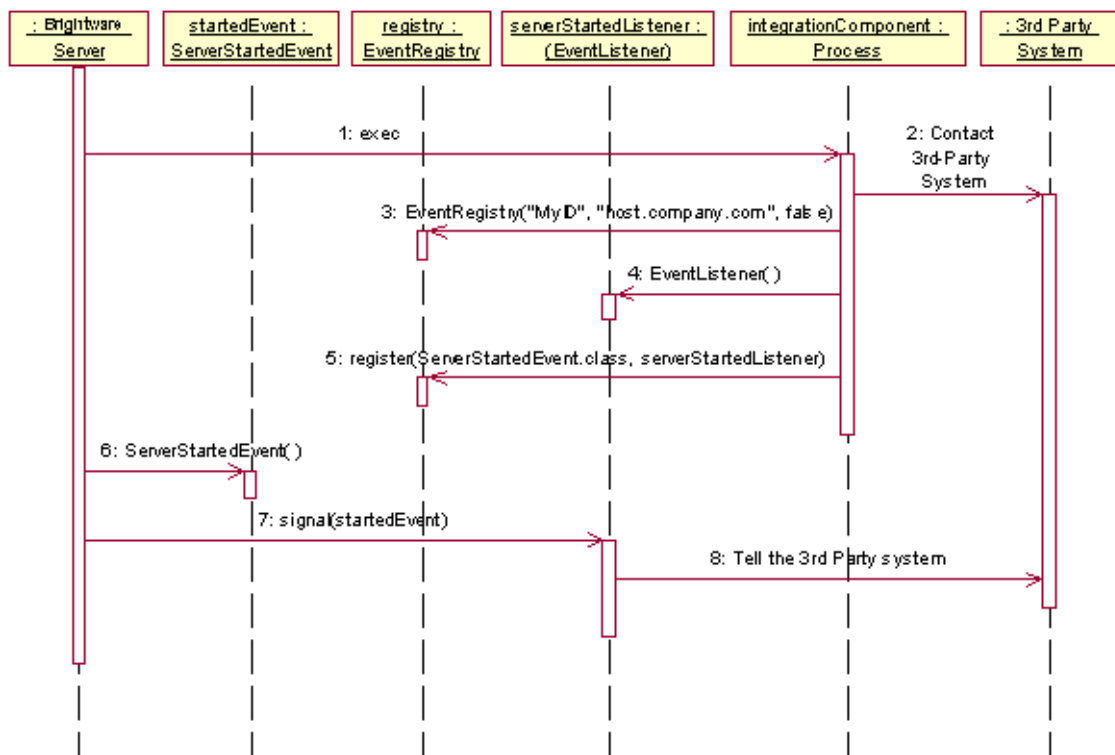 : Brightware
Server
startedEvent :
ServerStartedEvent
registry :
EventRegistry
serverStartedListener :
(EventListener)
integrationComponent :
Process
: 3rd Party
System
1: exec
2: Contact
3rd-Party
System
3: EventRegistry("MyID", "host.company.com", false)
4: EventListener( )
5: register(ServerStartedEvent.class, serverStartedListener)
6: ServerStartedEvent( )
7: signal(startedEvent)
8: Tell the 3rd Party system